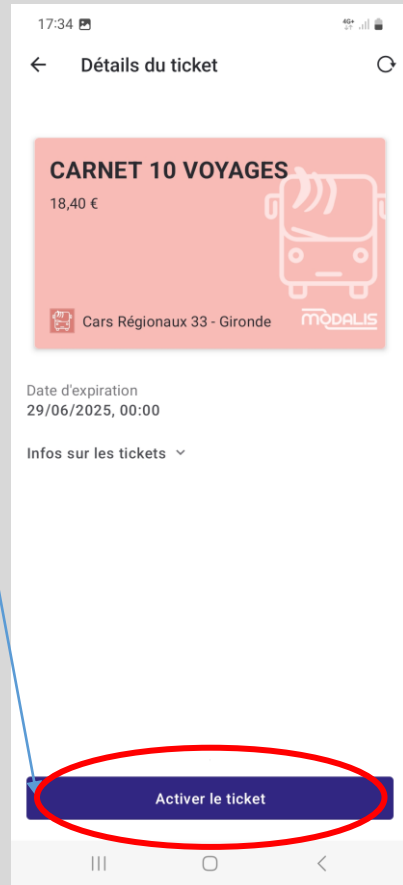 17:34
4G+
Détails du ticket
CARNET 10 VOYAGES
18,40 €
Cars Régionaux 33 - Gironde
MODALIS
Date d'expiration
29/06/2025, 00:00
Infos sur les tickets
Activer le ticket